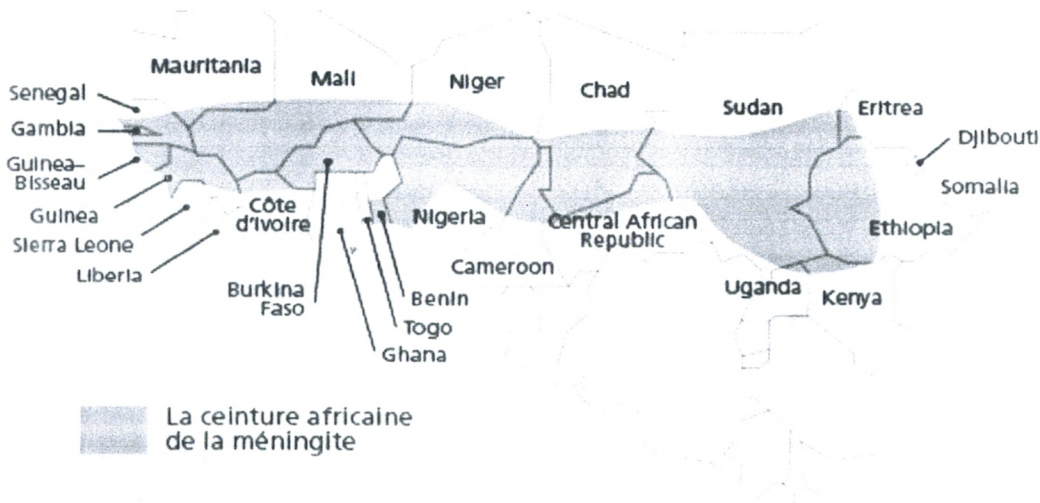 Mauritania
Mali
Niger
Chad
Sudan
Eritrea
Senegal
Gambia
Guinea-
Bissau
Guinea
Sierra Leone
Liberia
Djibouti
Somalia
Ethiopia
Côte
d'Ivoire
Nigeria
Central African
Republic
Cameroon
Uganda
Kenya
Burkina
Faso
Benin
Togo
Ghana
La ceinture africaine
de la méningite